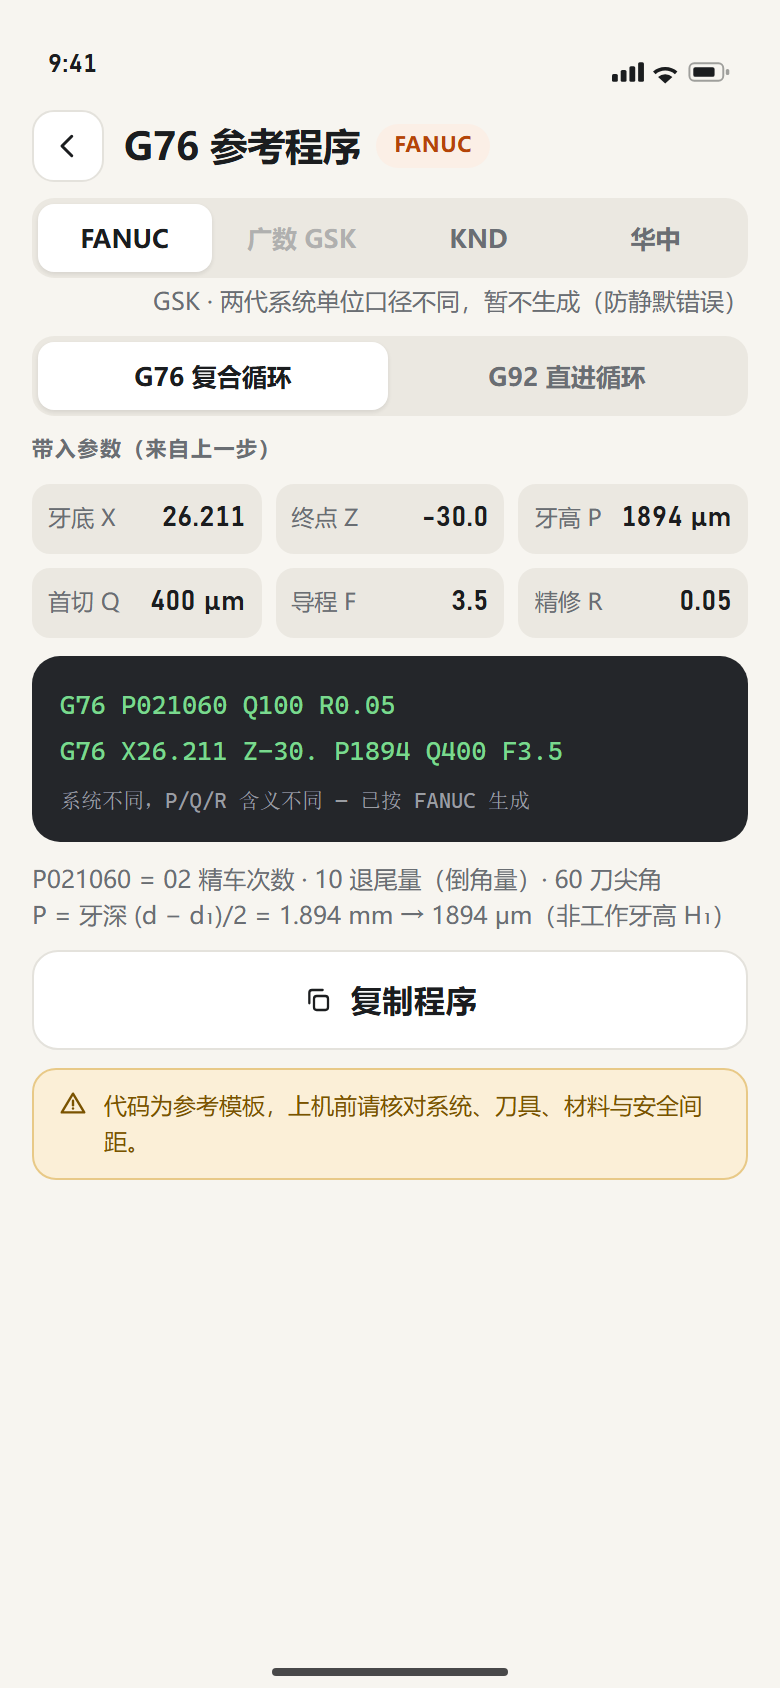 9:41
G76 参考程序 FANUC
FANUC 广数 GSK KND 华中
GSK · 两代系统单位口径不同，暂不生成（防静默错误）
G76 复合循环 G92 直进循环
带入参数（来自上一步）
牙底 X 26.211 终点 Z -30.0 牙高 P 1894 μm
首切 Q 400 μm 导程 F 3.5 精修 R 0.05
G76 P021060 Q100 R0.05
G76 X26.211 Z-30. P1894 Q400 F3.5
系统不同，P/Q/R 含义不同 — 已按 FANUC 生成
P021060 = 02 精车次数 · 10 退尾量（倒角量）· 60 刀尖角
P = 牙深 (d − d₁)/2 = 1.894 mm → 1894 μm（非工作牙高 H₁）
复制程序
代码为参考模板，上机前请核对系统、刀具、材料与安全间
距。